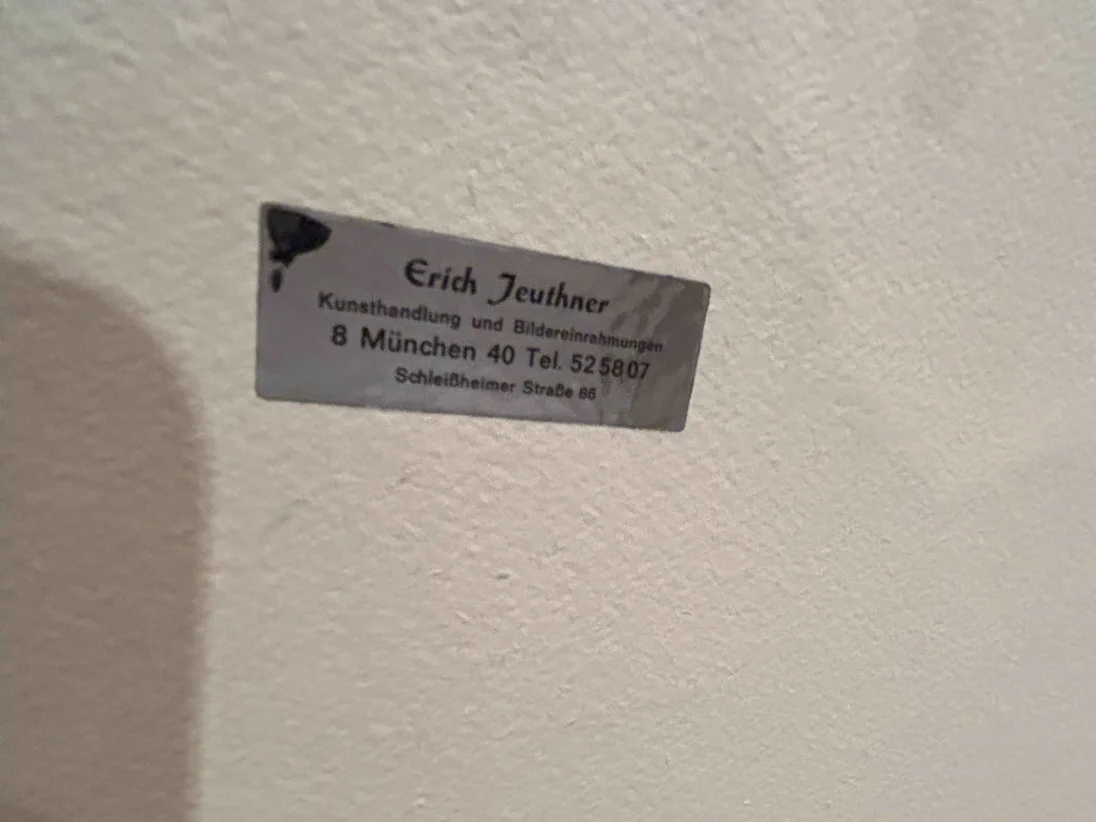 Erich Jeuthner
Kunsthandlung und Bildereinrahmungen
8 München 40 Tel. 525807
Schleißheimer Straße 86